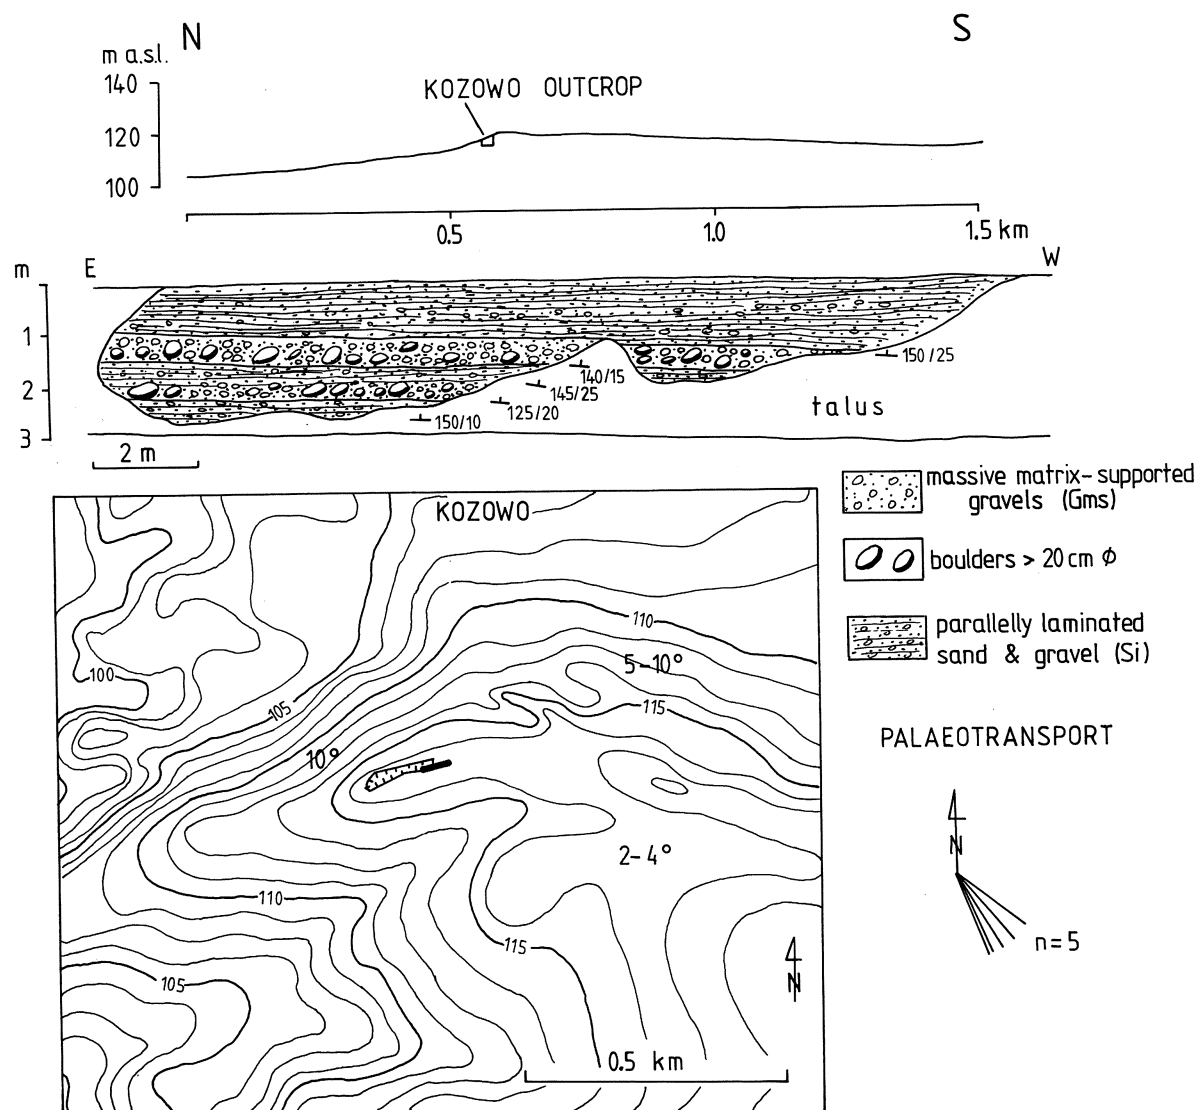 N
S
m a.s.l.
140
120
100
KOZOWO OUTCROP
0.5
1.0
1.5 km
m
E
W
1
2
3
150/25
140/15
145/25
125/20
150/10
talus
2 m
massive matrix-supported
gravels (Gms)
boulders > 20 cm ϕ
parallelly laminated
sand & gravel (Si)
KOZOWO
110
5-10°
100
105
115
10°
2-4°
110
115
105
N
0.5 km
PALAEOTRANSPORT
N
n=5